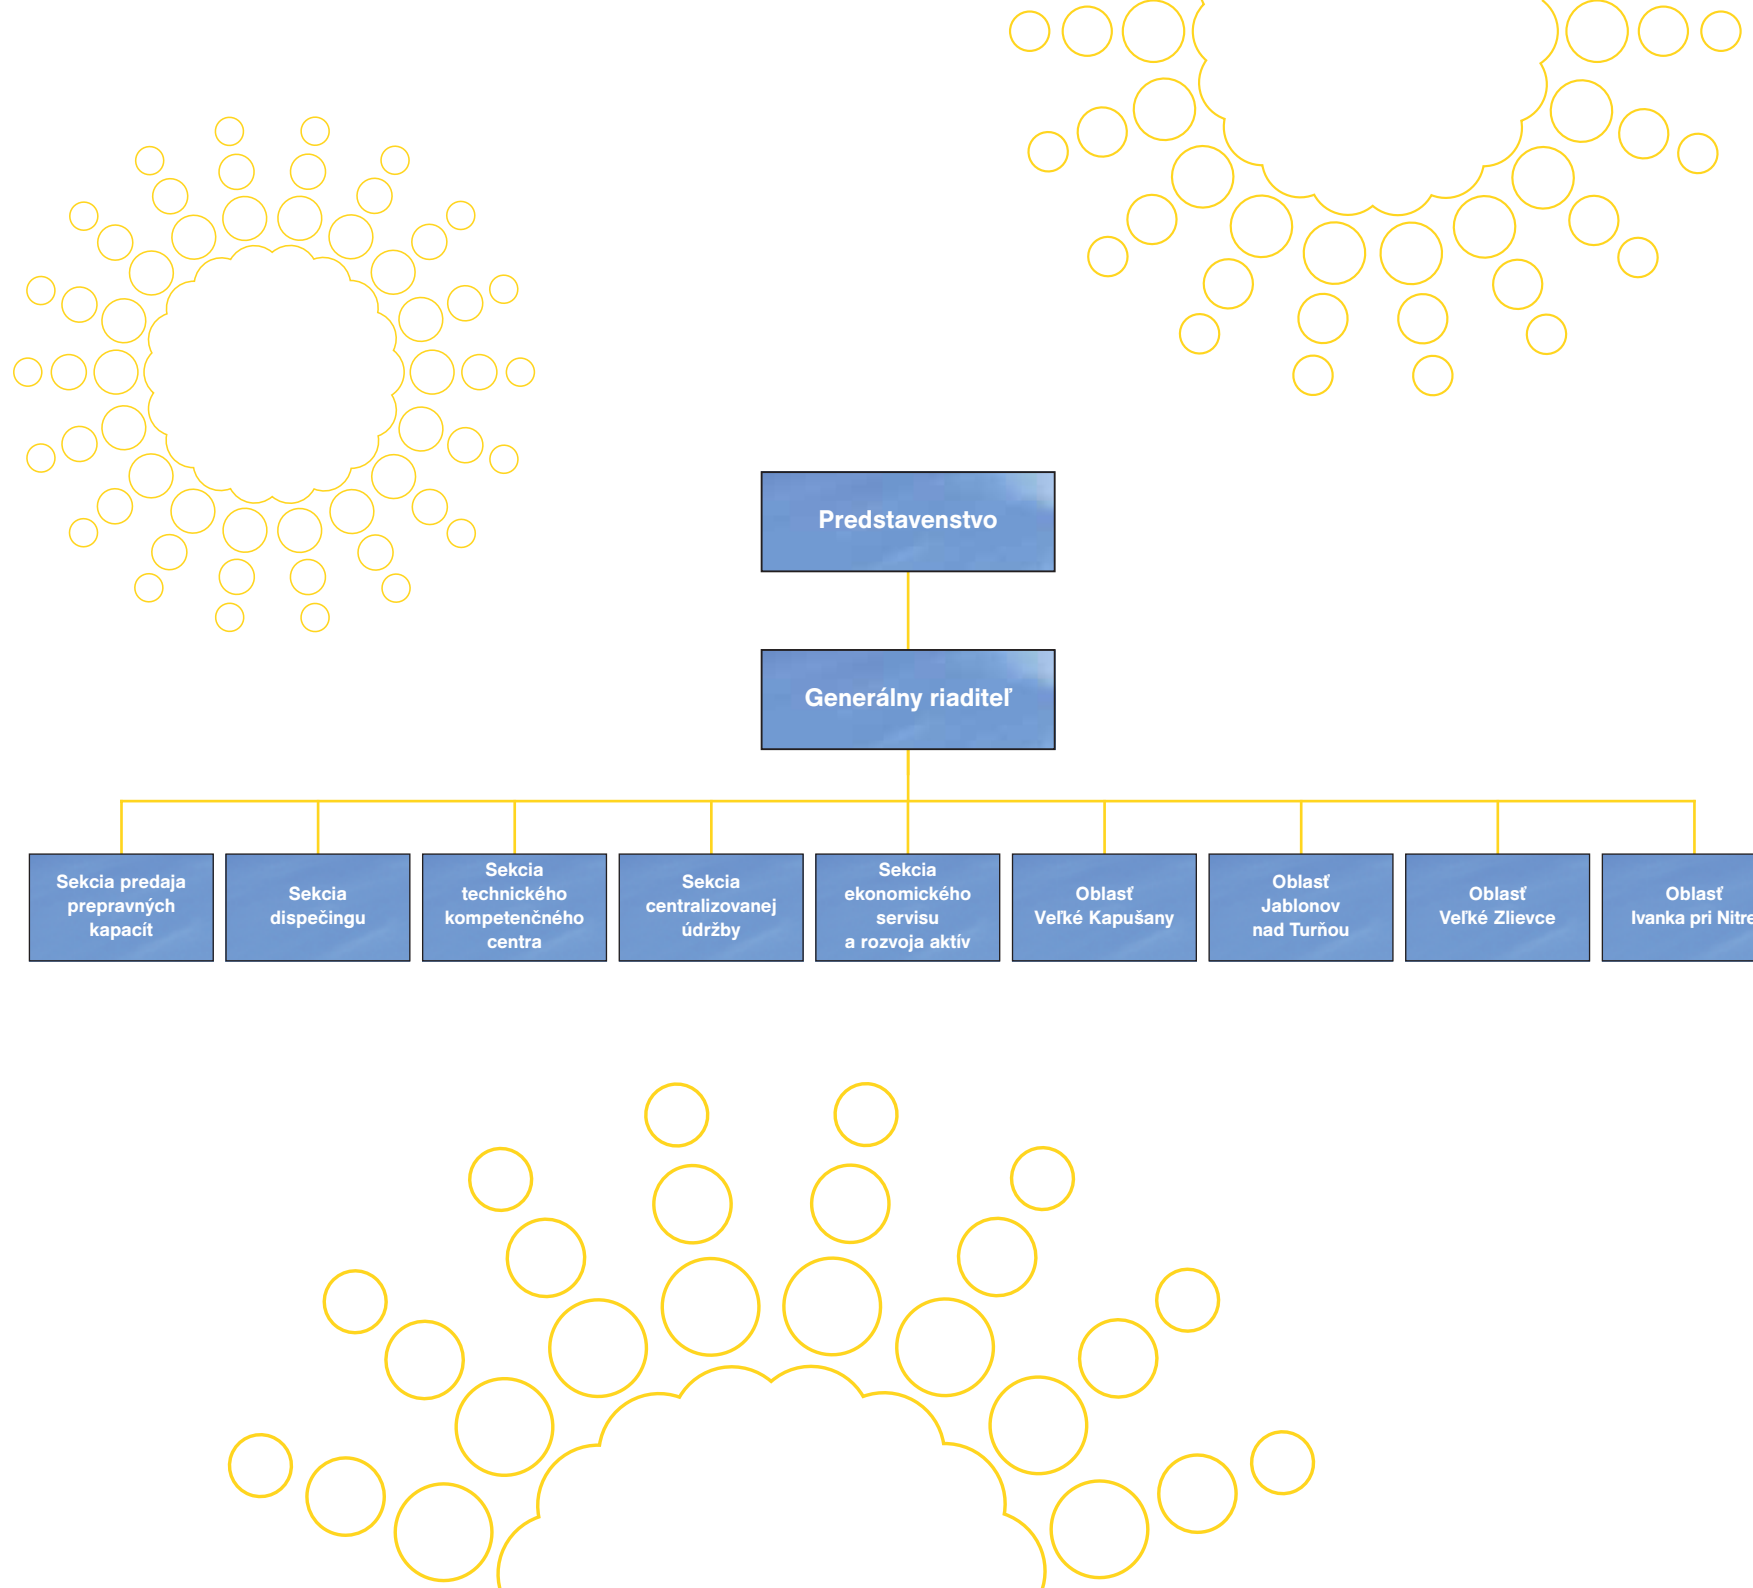 Predstavenstvo
Generálny riaditeľ
Sekcia predaja
prepravných
kapacít
Sekcia
dispečingu
Sekcia
technického
kompetenčného
centra
Sekcia
centralizovanej
údržby
Sekcia
ekonomického
servisu
a rozvoja aktív
Oblasť
Veľké Kapušany
Oblasť
Jablonov
nad Turňou
Oblasť
Veľké Zlievce
Oblasť
Ivanka pri Nitre